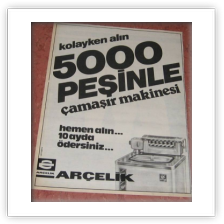 kolayken alın
5000
PEŞİNLE
çamaşır makinesi
hemen alın...
10 ayda
ödersiniz...
ARÇELİK